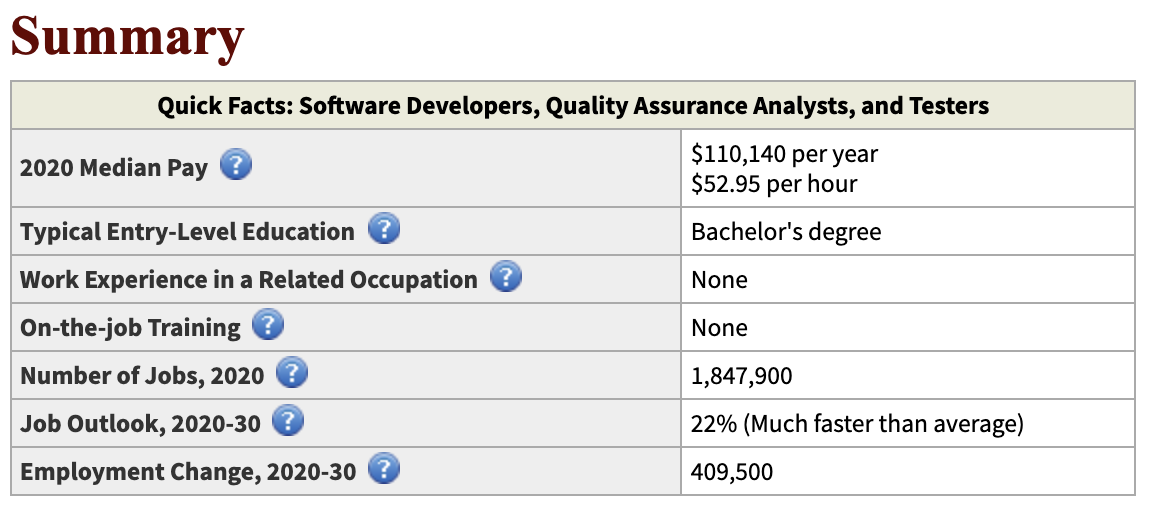 Summary
Quick Facts: Software Developers, Quality Assurance Analysts, and Testers
2020 Median Pay ?
$110,140 per year
$52.95 per hour
Typical Entry-Level Education ?
Bachelor's degree
Work Experience in a Related Occupation ?
None
On-the-job Training ?
None
Number of Jobs, 2020 ?
1,847,900
Job Outlook, 2020-30 ?
22% (Much faster than average)
Employment Change, 2020-30 ?
409,500